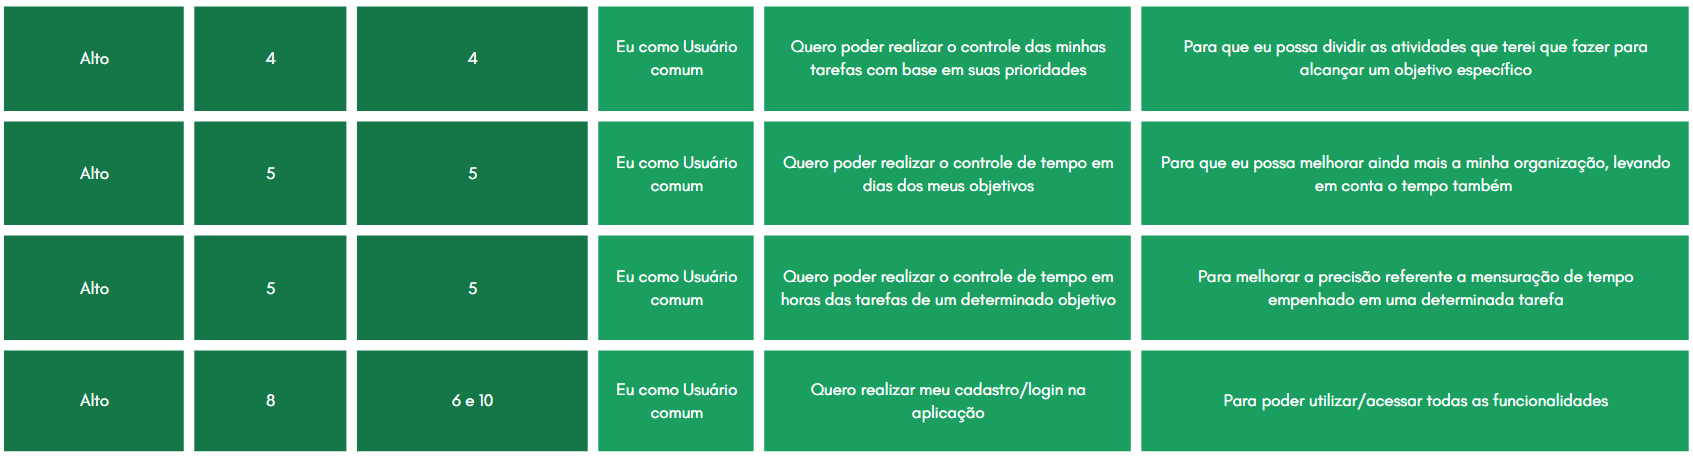 Alto
4
4
Eu como Usuário
comum
Quero poder realizar o controle das minhas
tarefas com base em suas prioridades
Para que eu possa dividir as atividades que terei que fazer para
alcançar um objetivo específico
Alto
5
5
Eu como Usuário
comum
Quero poder realizar o controle de tempo em
dias dos meus objetivos
Para que eu possa melhorar ainda mais a minha organização, levando
em conta o tempo também
Alto
5
5
Eu como Usuário
comum
Quero poder realizar o controle de tempo em
horas das tarefas de um determinado objetivo
Para melhorar a precisão referente a mensuração de tempo
empenhado em uma determinada tarefa
Alto
8
6 e 10
Eu como Usuário
comum
Quero realizar meu cadastro/login na
aplicação
Para poder utilizar/acessar todas as funcionalidades